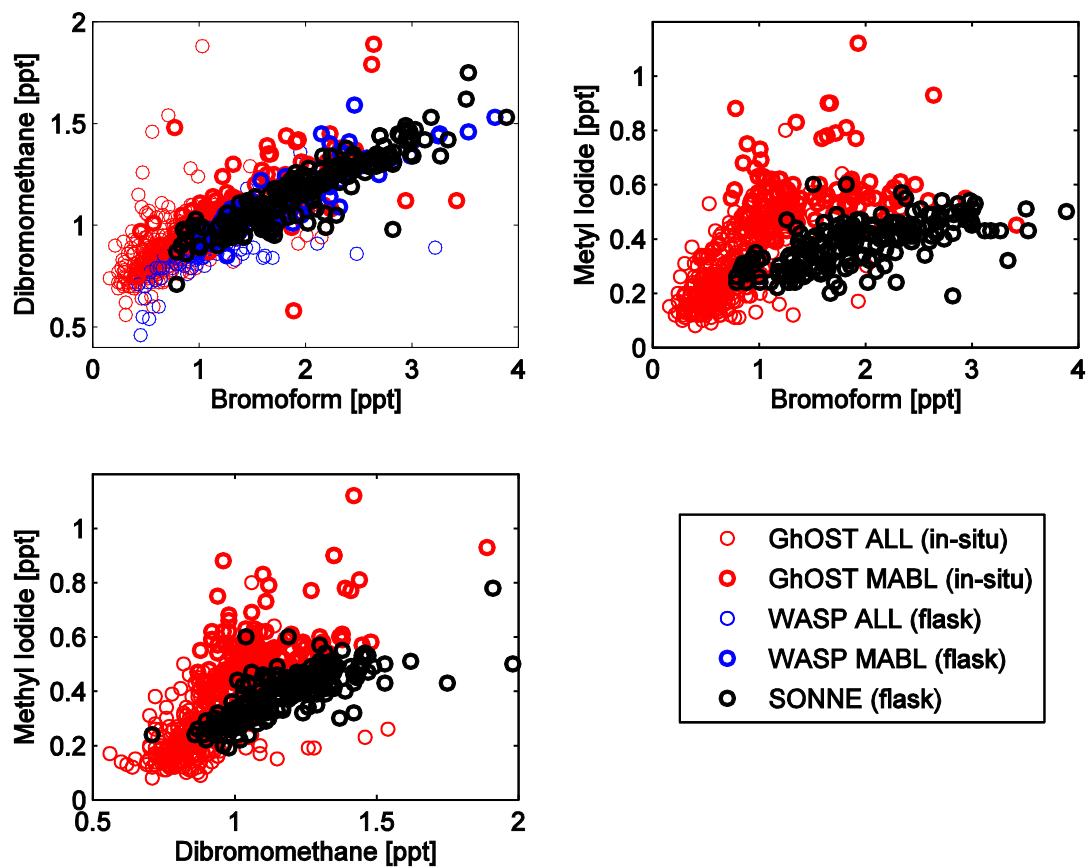 2
1.5
1
0.5
0 1 2 3 4
Dibromomethane [ppt]
Bromoform [ppt]
1
0.8
0.6
0.4
0.2
0
0 1 2 3 4
Metyl Iodide [ppt]
Bromoform [ppt]
1
0.8
0.6
0.4
0.2
0
0.5 1 1.5 2
Methyl Iodide [ppt]
Dibromomethane [ppt]
GhOST ALL (in-situ)
GhOST MABL (in-situ)
WASP ALL (flask)
WASP MABL (flask)
SONNE (flask)